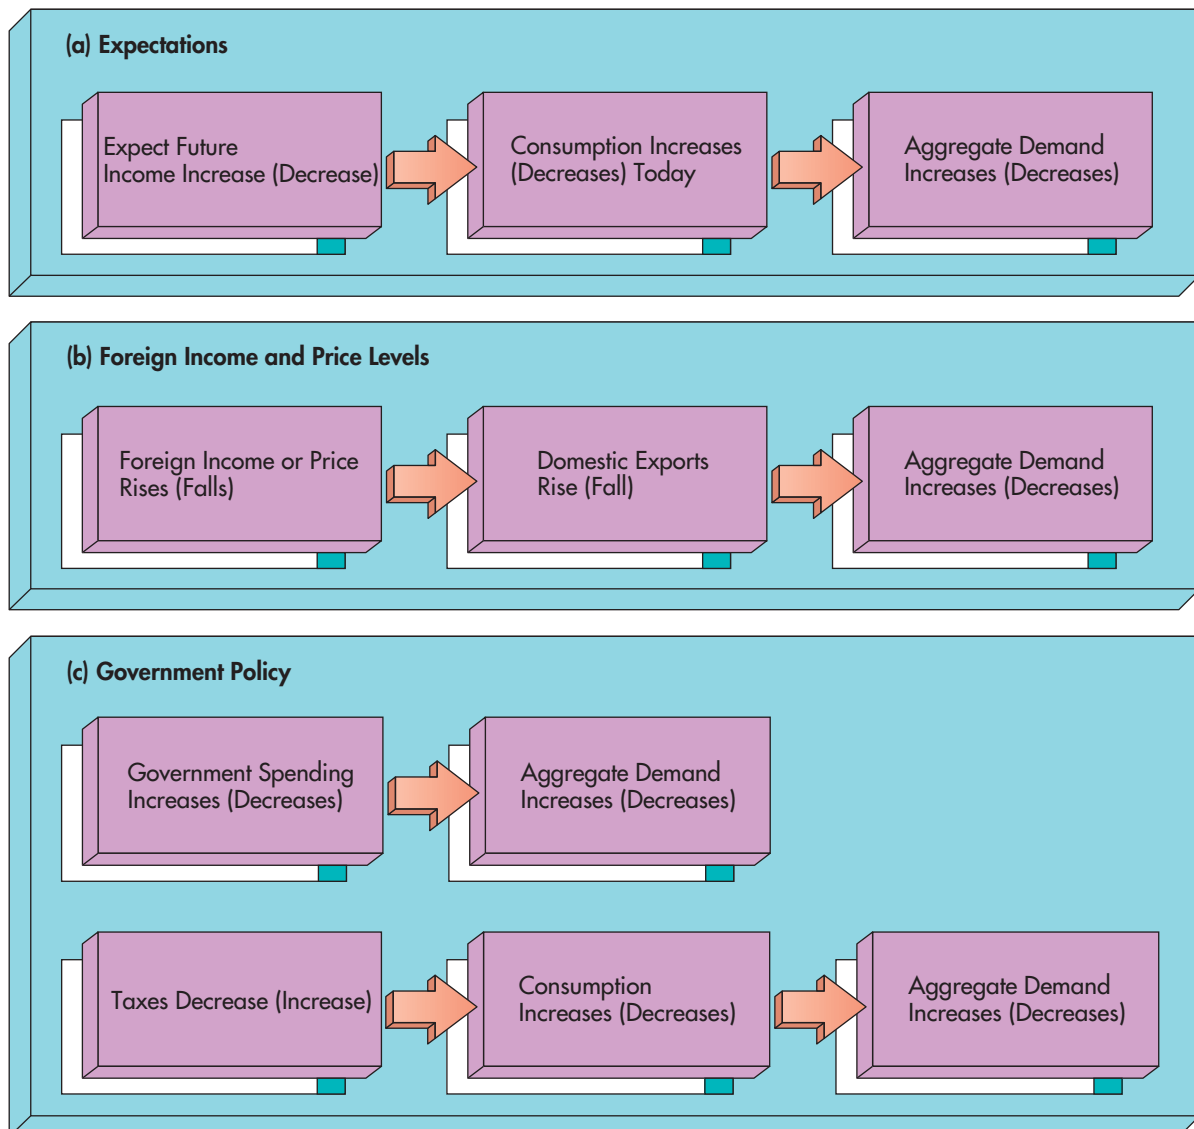 (a) Expectations
Expect Future
Income Increase (Decrease)
Consumption Increases
(Decreases) Today
Aggregate Demand
Increases (Decreases)
(b) Foreign Income and Price Levels
Foreign Income or Price
Rises (Falls)
Domestic Exports
Rise (Fall)
Aggregate Demand
Increases (Decreases)
(c) Government Policy
Government Spending
Increases (Decreases)
Aggregate Demand
Increases (Decreases)
Taxes Decrease (Increase)
Consumption
Increases (Decreases)
Aggregate Demand
Increases (Decreases)